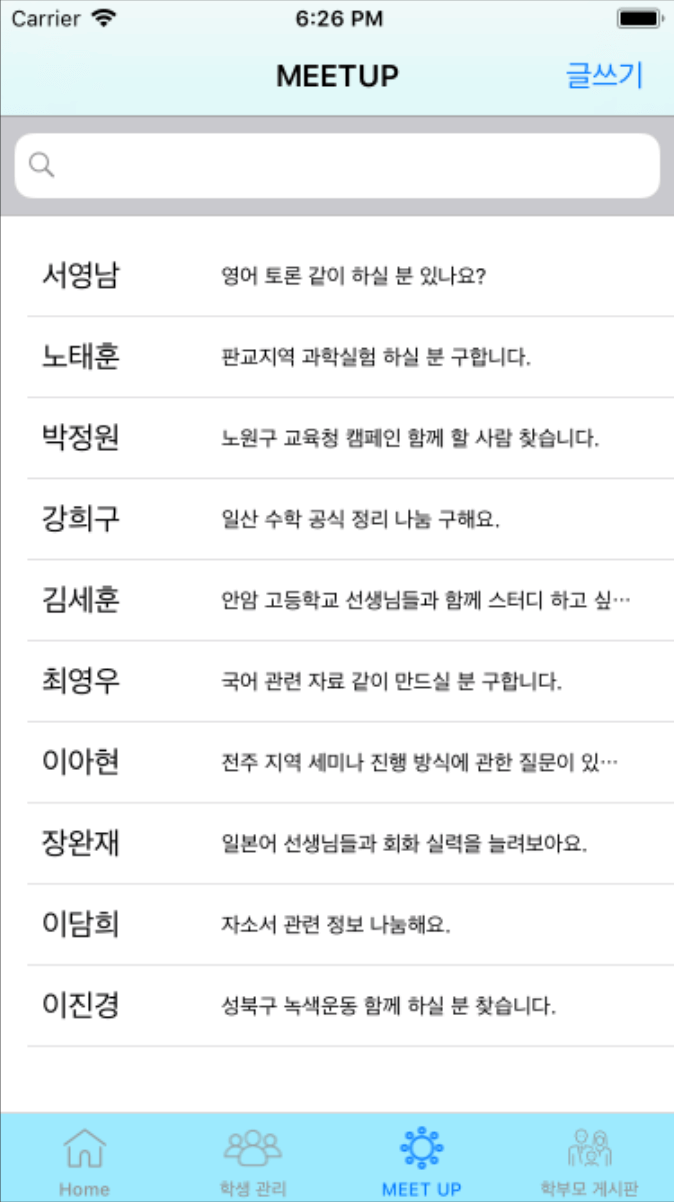 Carrier 6:26 PM
MEETUP 글쓰기
서영남 영어 토론 같이 하실 분 있나요?
노태훈 판교지역 과학실험 하실 분 구합니다.
박정원 노원구 교육청 캠페인 함께 할 사람 찾습니다.
강희구 일산 수학 공식 정리 나눔 구해요.
김세훈 안암 고등학교 선생님들과 함께 스터디 하고 싶…
최영우 국어 관련 자료 같이 만드실 분 구합니다.
이아현 전주 지역 세미나 진행 방식에 관한 질문이 있…
장완재 일본어 선생님들과 회화 실력을 늘려보아요.
이담희 자소서 관련 정보 나눔해요.
이진경 성북구 녹색운동 함께 하실 분 찾습니다.
Home 학생 관리 MEET UP 학부모 게시판